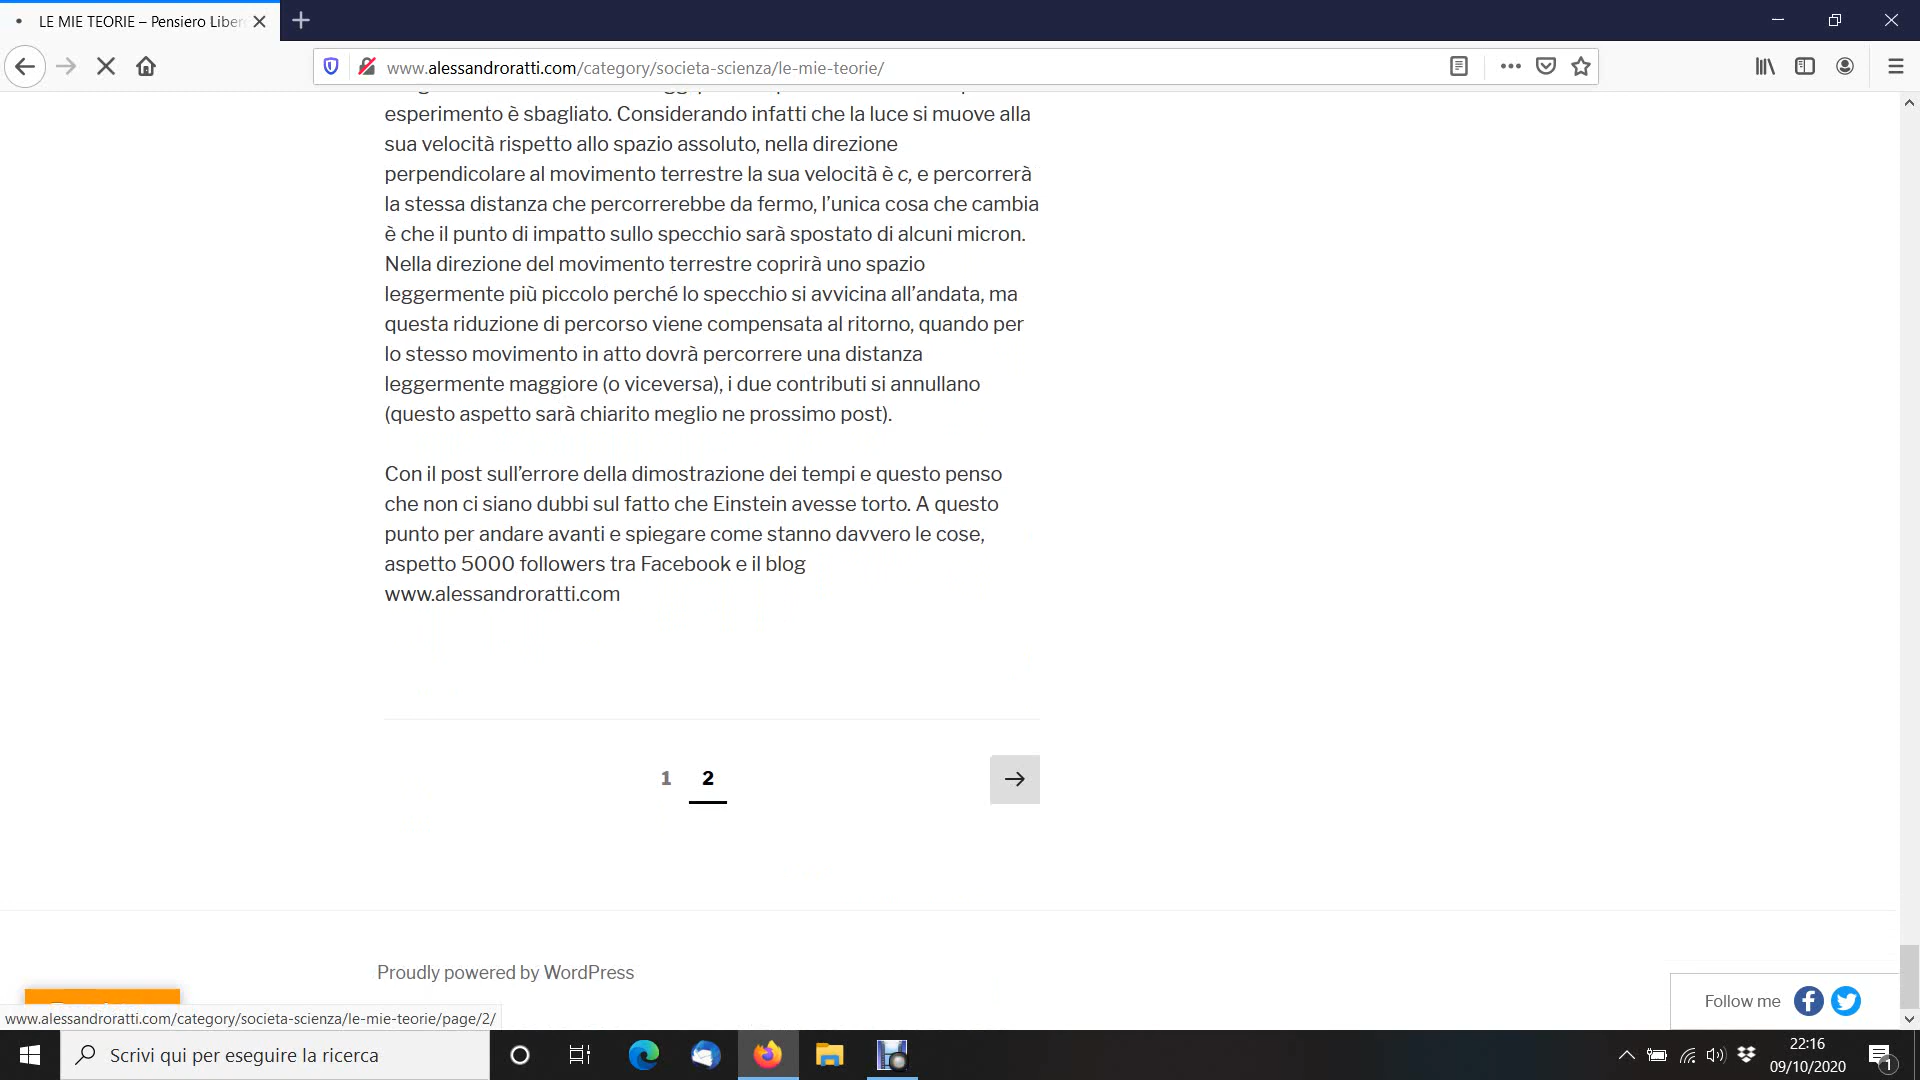 LE MIE TEORIE – Pensiero Liber
www.alessandroratti.com/category/societa-scienza/le-mie-teorie/
esperimento è sbagliato. Considerando infatti che la luce si muove alla
sua velocità rispetto allo spazio assoluto, nella direzione
perpendicolare al movimento terrestre la sua velocità è c, e percorrerà
la stessa distanza che percorrerebbe da fermo, l’unica cosa che cambia
è che il punto di impatto sullo specchio sarà spostato di alcuni micron.
Nella direzione del movimento terrestre coprirà uno spazio
leggermente più piccolo perché lo specchio si avvicina all’andata, ma
questa riduzione di percorso viene compensata al ritorno, quando per
lo stesso movimento in atto dovrà percorrere una distanza
leggermente maggiore (o viceversa), i due contributi si annullano
(questo aspetto sarà chiarito meglio ne prossimo post).
Con il post sull’errore della dimostrazione dei tempi e questo penso
che non ci siano dubbi sul fatto che Einstein avesse torto. A questo
punto per andare avanti e spiegare come stanno davvero le cose,
aspetto 5000 followers tra Facebook e il blog
www.alessandroratti.com
1 2
Proudly powered by WordPress
Follow me
www.alessandroratti.com/category/societa-scienza/le-mie-teorie/page/2/
Scrivi qui per eseguire la ricerca
22:16
09/10/2020
1